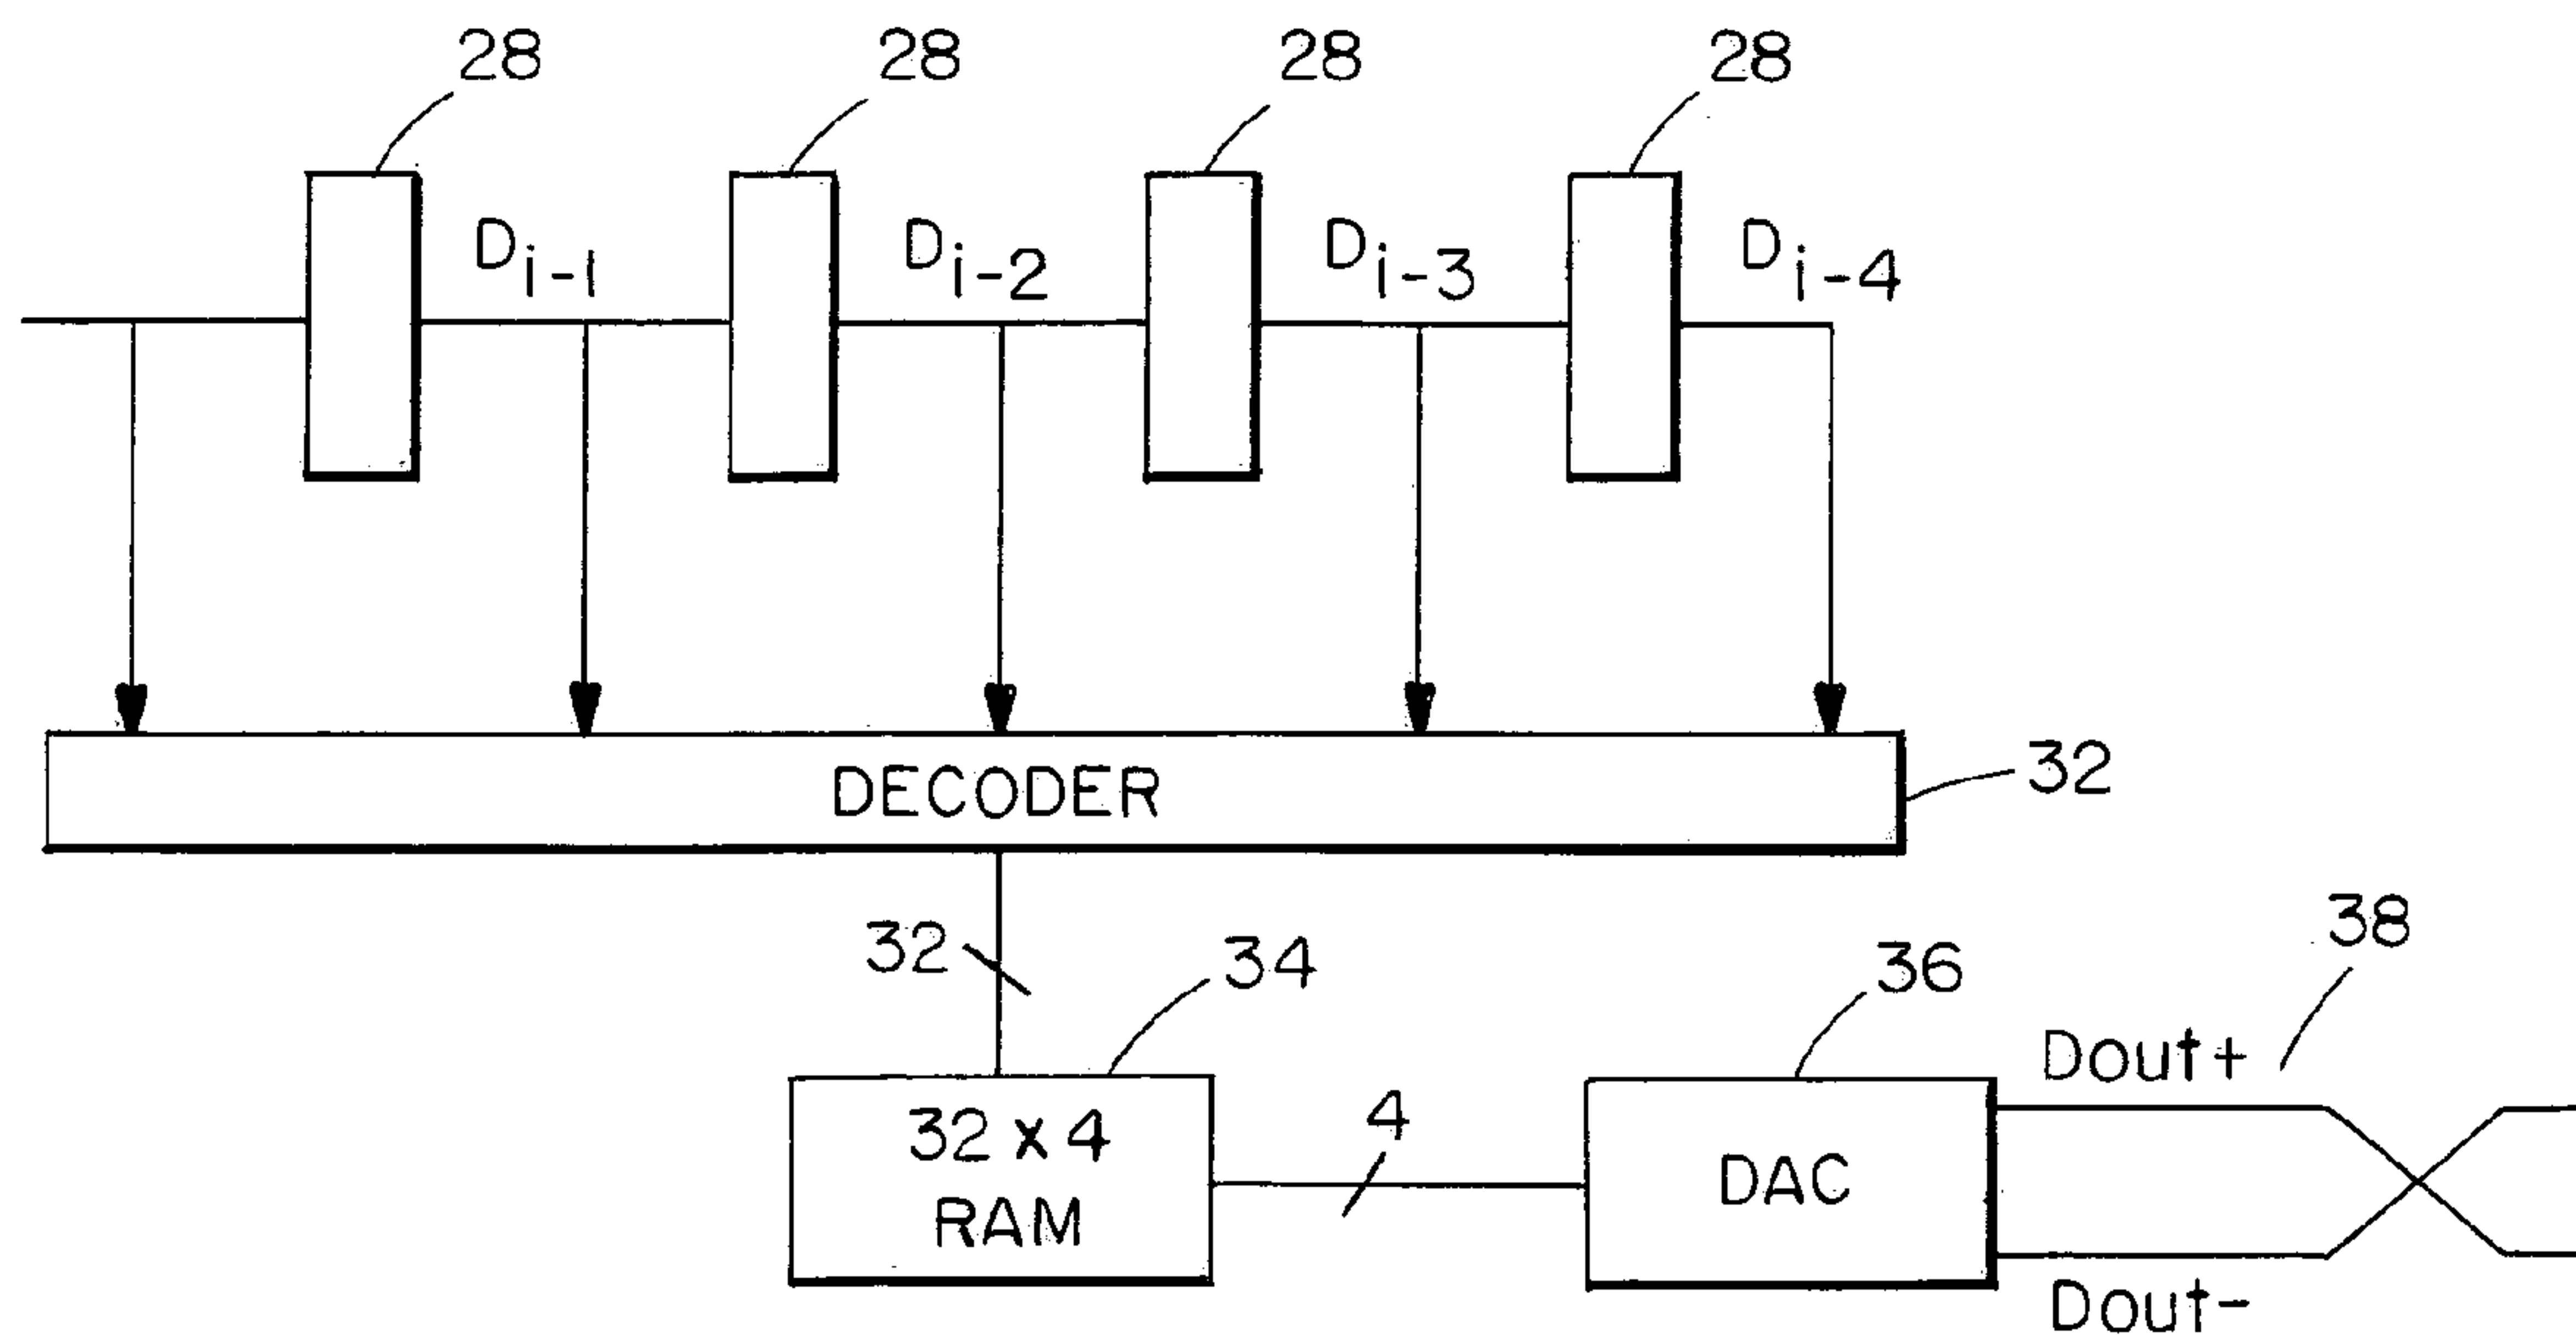 28 28 28 28
Di-1 Di-2 Di-3 Di-4
DECODER 32
32 34 36 38
32 x 4
RAM
4
DAC
Dout+
Dout-